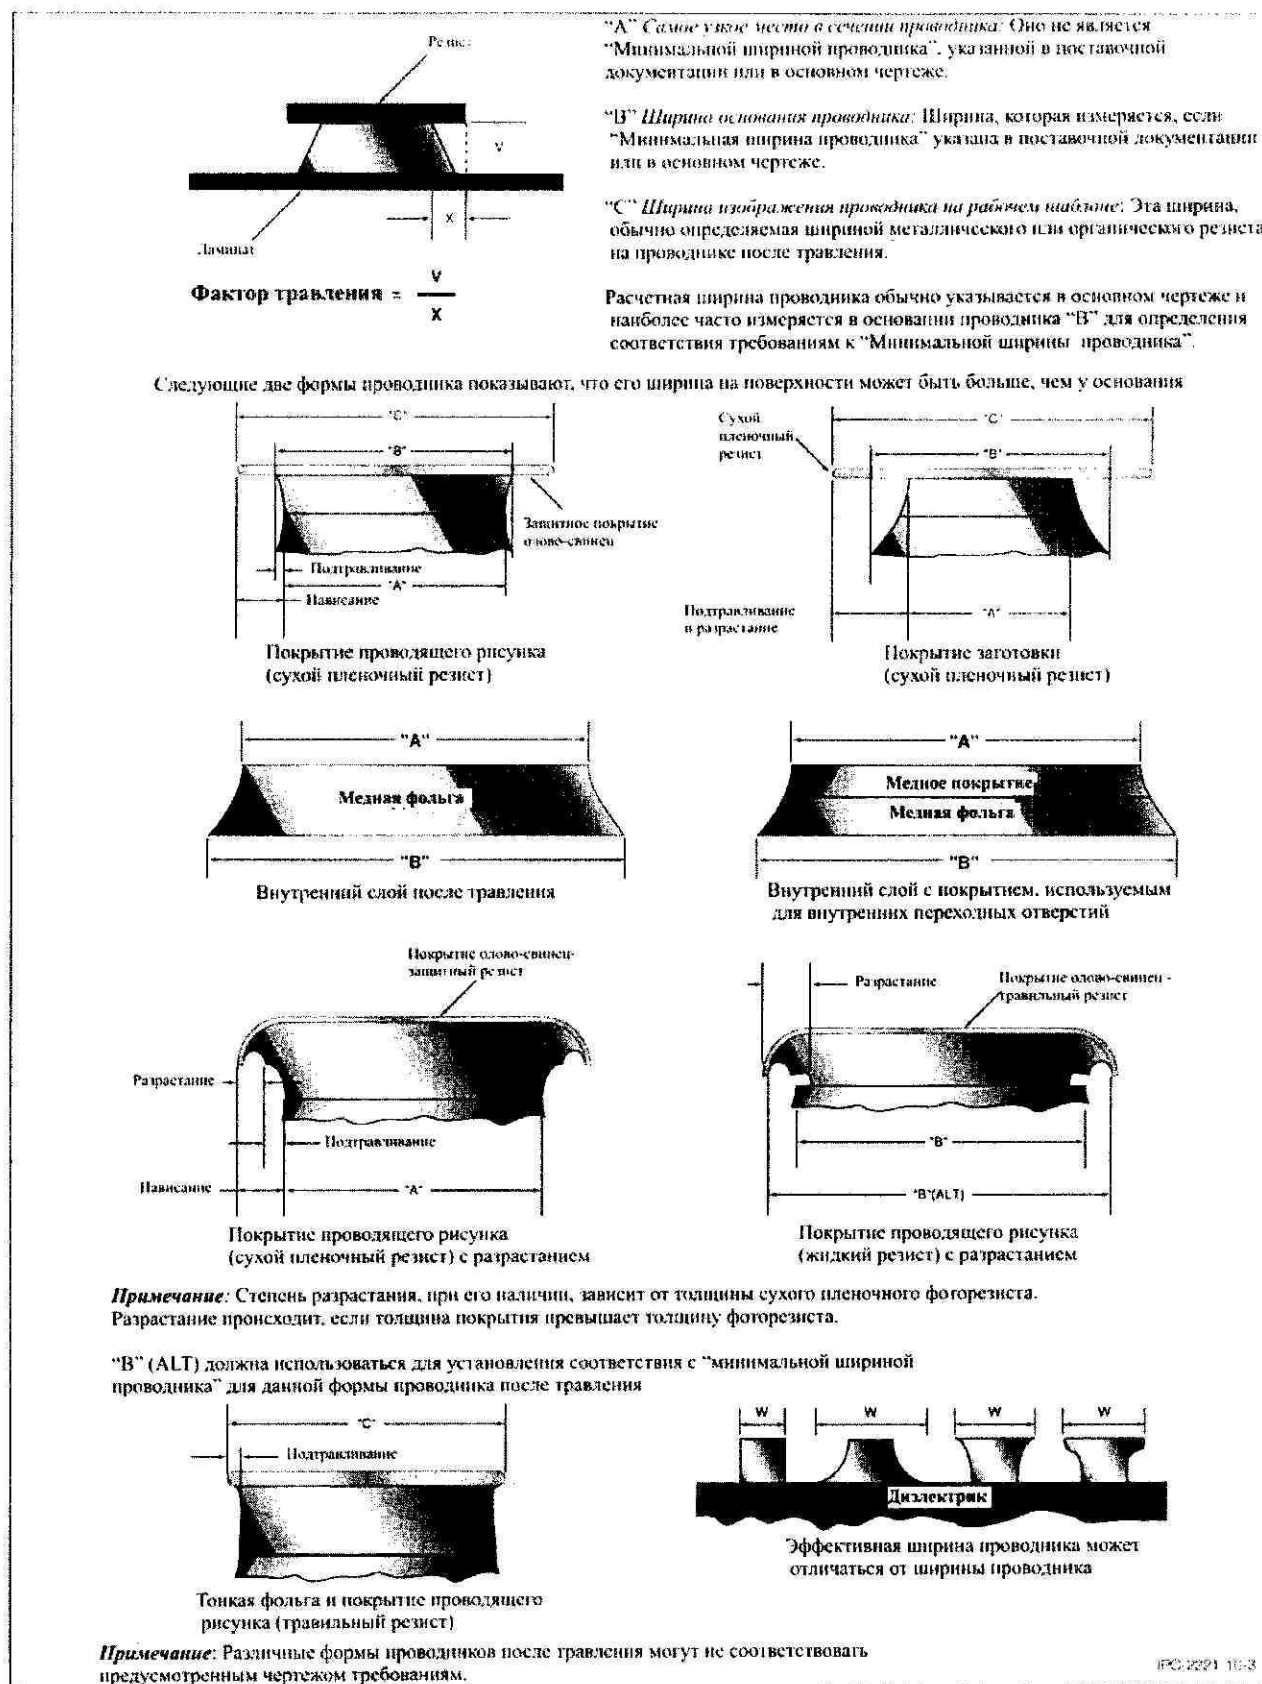 Резист
V
X
Ламинат
Фактор травления = V
X
"А" Самое узкое место в сечении проводника: Оно не является
"Минимальной шириной проводника", указанной в поставочной
документации или в основном чертеже.
"В" Ширина основания проводника: Ширина, которая измеряется, если
"Минимальная ширина проводника" указана в поставочной документации
или в основном чертеже.
"С" Ширина изображения проводника на рабочем шаблоне: Эта ширина,
обычно определяемая шириной металлического или органического резиста
на проводнике после травления.
Расчетная ширина проводника обычно указывается в основном чертеже и
наиболее часто измеряется в основании проводника "В" для определения
соответствия требованиям к "Минимальной ширины проводника".
Следующие две формы проводника показывают, что его ширина на поверхности может быть больше, чем у основания
"C"
"B"
Защитное покрытие
олово-свинец
Подтравливание
"A"
Нависание
Покрытие проводящего рисунка
(сухой пленочный резист)
Сухой
пленочный
резист
"C"
"B"
Подтравливание
и разрастание
"A"
Покрытие заготовки
(сухой пленочный резист)
"A"
Медная фольга
"B"
Внутренний слой после травления
"A"
Медное покрытие
Медная фольга
"B"
Внутренний слой с покрытием, используемым
для внутренних переходных отверстий
Покрытие олово-свинец-
защитный резист
Разрастание
Подтравливание
Нависание
"A"
Покрытие проводящего рисунка
(сухой пленочный резист) с разрастанием
Разрастание
Покрытие олово-свинец -
травильный резист
"B"
"B"(ALT)
Покрытие проводящего рисунка
(жидкий резист) с разрастанием
Примечание: Степень разрастания, при его наличии, зависит от толщины сухого пленочного фоторезиста.
Разрастание происходит, если толщина покрытия превышает толщину фоторезиста.
"В" (ALT) должна использоваться для установления соответствия с "минимальной шириной
проводника" для данной формы проводника после травления
"C"
Подтравливание
Тонкая фольга и покрытие проводящего
рисунка (травильный резист)
W W W W
Диэлектрик
Эффективная ширина проводника может
отличаться от ширины проводника
Примечание: Различные формы проводников после травления могут не соответствовать
предусмотренным чертежом требованиям.
IPC-2221 10-3